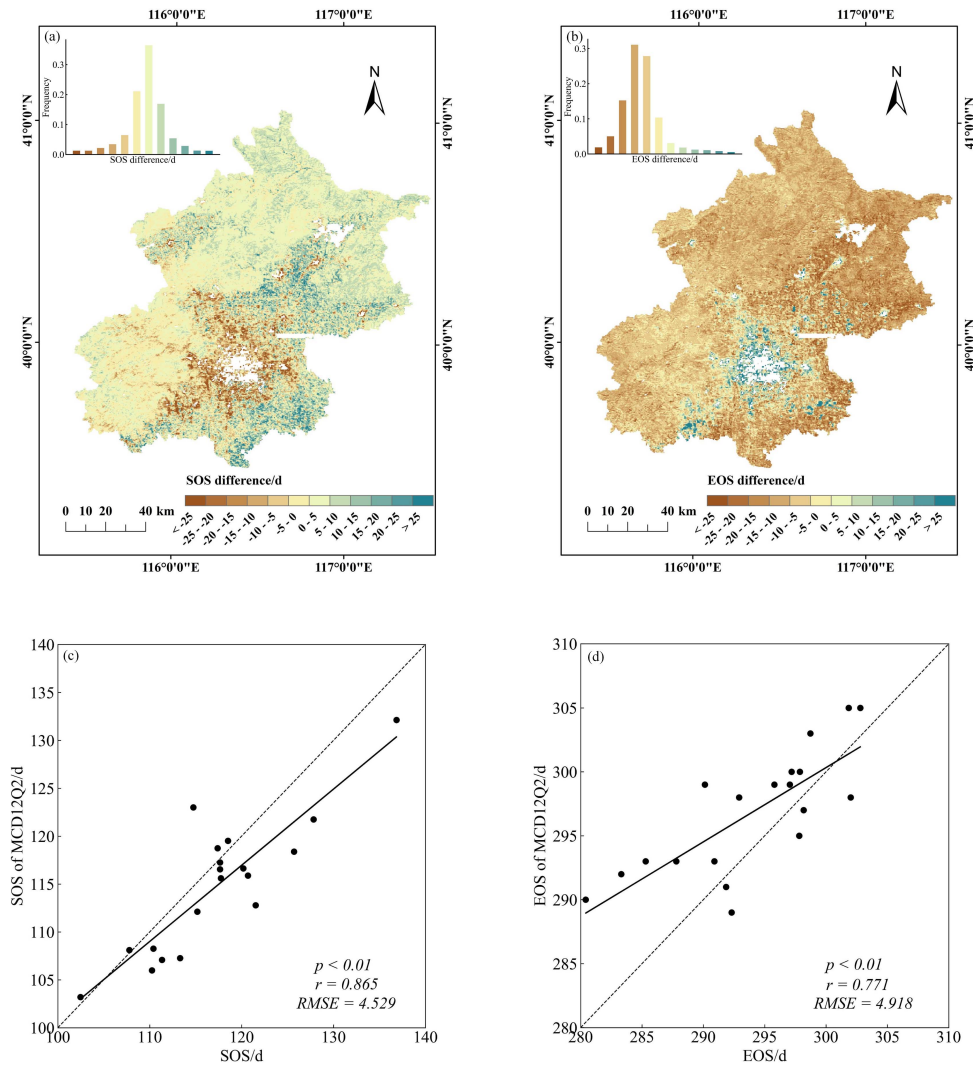 116°0'0"E 117°0'0"E
(a)
N
Frequency
0.3
0.2
0.1
0.0
SOS difference/d
41°0'0"N
41°0'0"N
40°0'0"N
40°0'0"N
SOS difference/d
0 10 20 40 km
< -25
-25 - -20
-20 - -15
-15 - -10
-10 - -5
-5 - 0
0 - 5
5 - 10
10 - 15
15 - 20
20 - 25
> 25
116°0'0"E 117°0'0"E
116°0'0"E 117°0'0"E
(b)
N
Frequency
0.3
0.2
0.1
0.0
EOS difference/d
41°0'0"N
41°0'0"N
40°0'0"N
40°0'0"N
EOS difference/d
0 10 20 40 km
< -25
-25 - -20
-20 - -15
-15 - -10
-10 - -5
-5 - 0
0 - 5
5 - 10
10 - 15
15 - 20
20 - 25
> 25
116°0'0"E 117°0'0"E
(c)
SOS of MCD12Q2/d
140
135
130
125
120
115
110
105
100
p < 0.01
r = 0.865
RMSE = 4.529
100 110 120 130 140
SOS/d
(d)
EOS of MCD12Q2/d
310
305
300
295
290
285
280
p < 0.01
r = 0.771
RMSE = 4.918
280 285 290 295 300 305 310
EOS/d